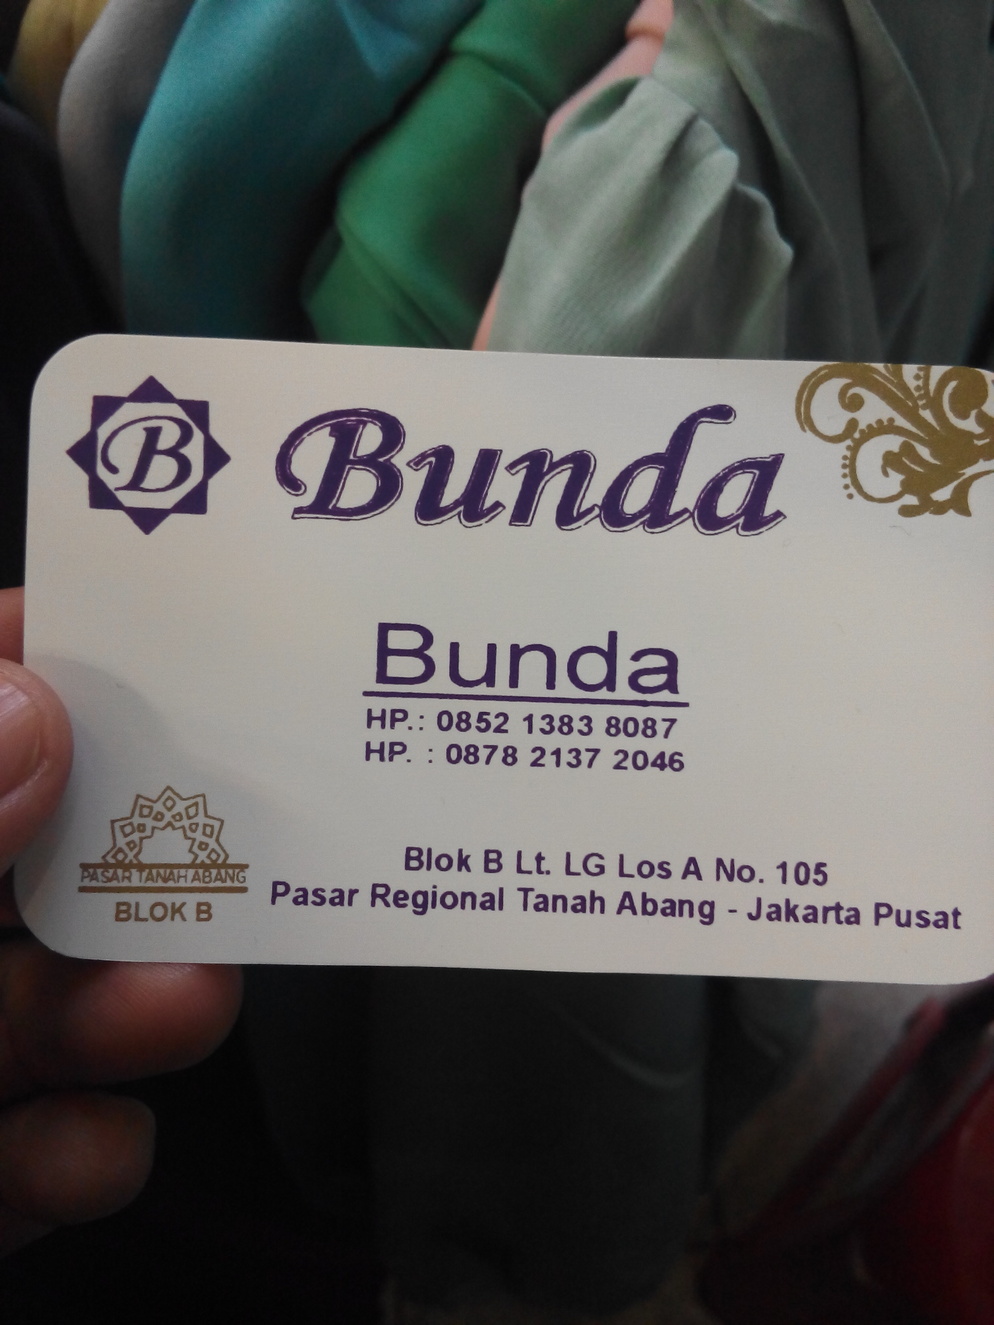 B
Bunda
Bunda
HP.: 0852 1383 8087
HP. : 0878 2137 2046
PASAR TANAH ABANG
BLOK B
Blok B Lt. LG Los A No. 105
Pasar Regional Tanah Abang - Jakarta Pusat